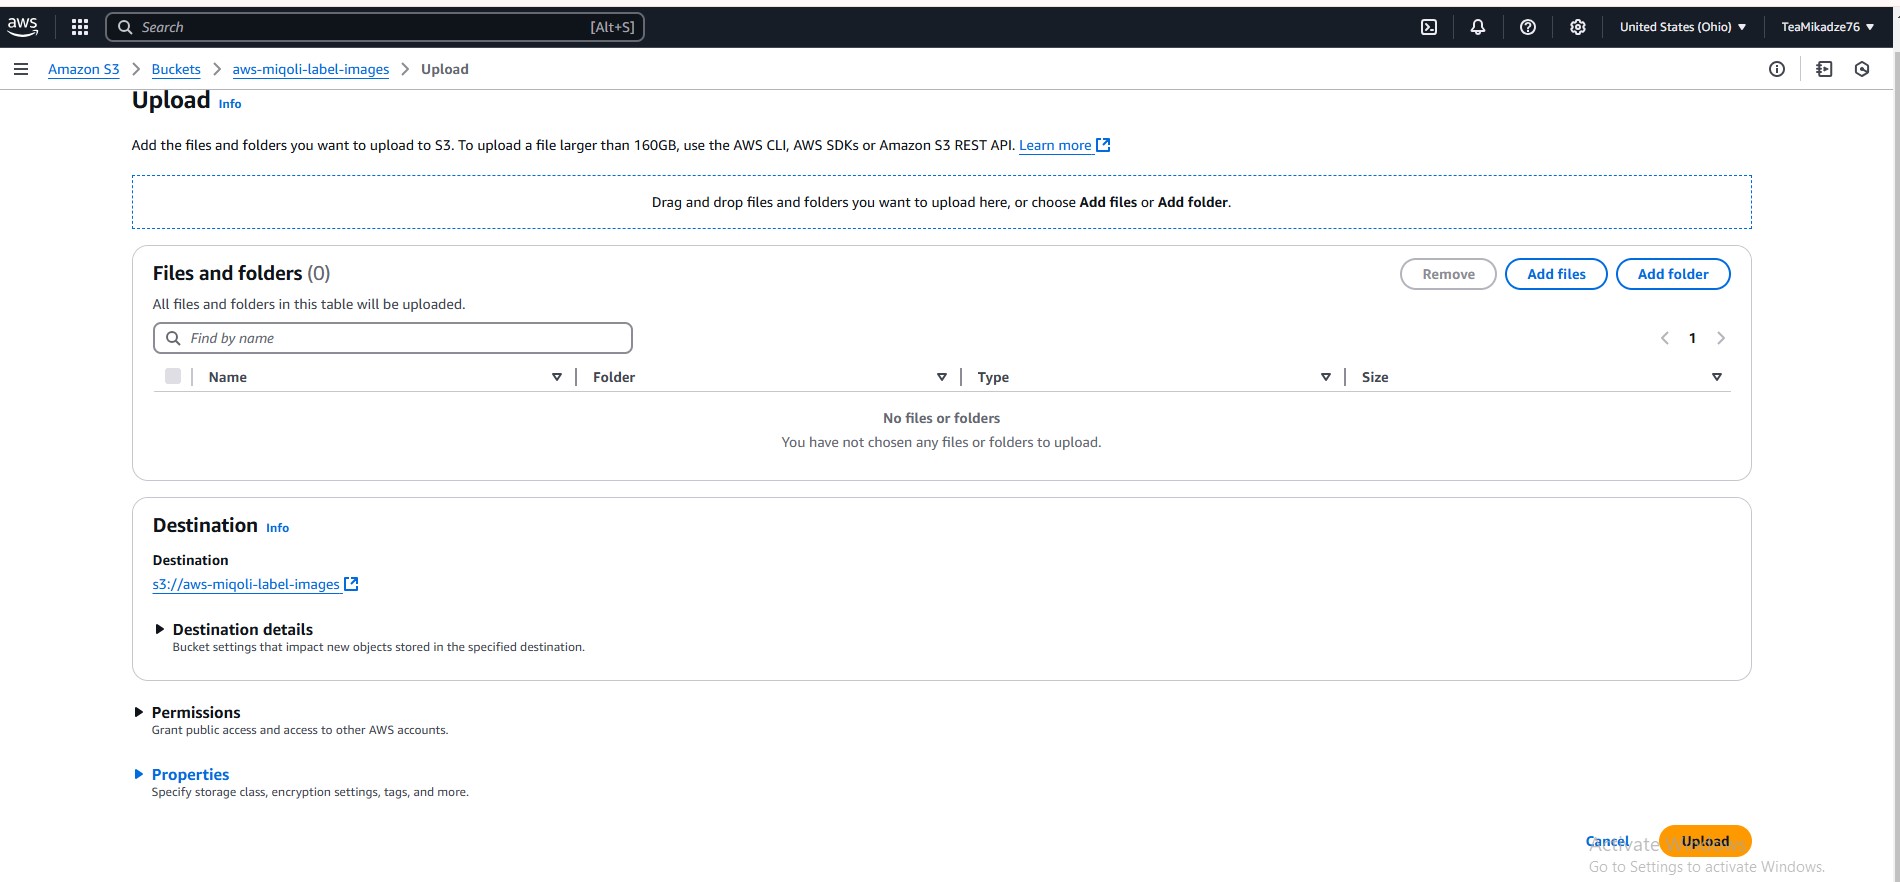 aws
Search [Alt+S]
United States (Ohio)
TeaMikadze76
Amazon S3 > Buckets > aws-miqoli-label-images > Upload
Upload Info
Add the files and folders you want to upload to S3. To upload a file larger than 160GB, use the AWS CLI, AWS SDKs or Amazon S3 REST API. Learn more
Drag and drop files and folders you want to upload here, or choose Add files or Add folder.
Files and folders (0)
Remove Add files Add folder
All files and folders in this table will be uploaded.
Find by name
1
Name Folder Type Size
No files or folders
You have not chosen any files or folders to upload.
Destination Info
Destination
s3://aws-miqoli-label-images
Destination details
Bucket settings that impact new objects stored in the specified destination.
Permissions
Grant public access and access to other AWS accounts.
Properties
Specify storage class, encryption settings, tags, and more.
Cancel Upload
Activate Windows
Go to Settings to activate Windows.